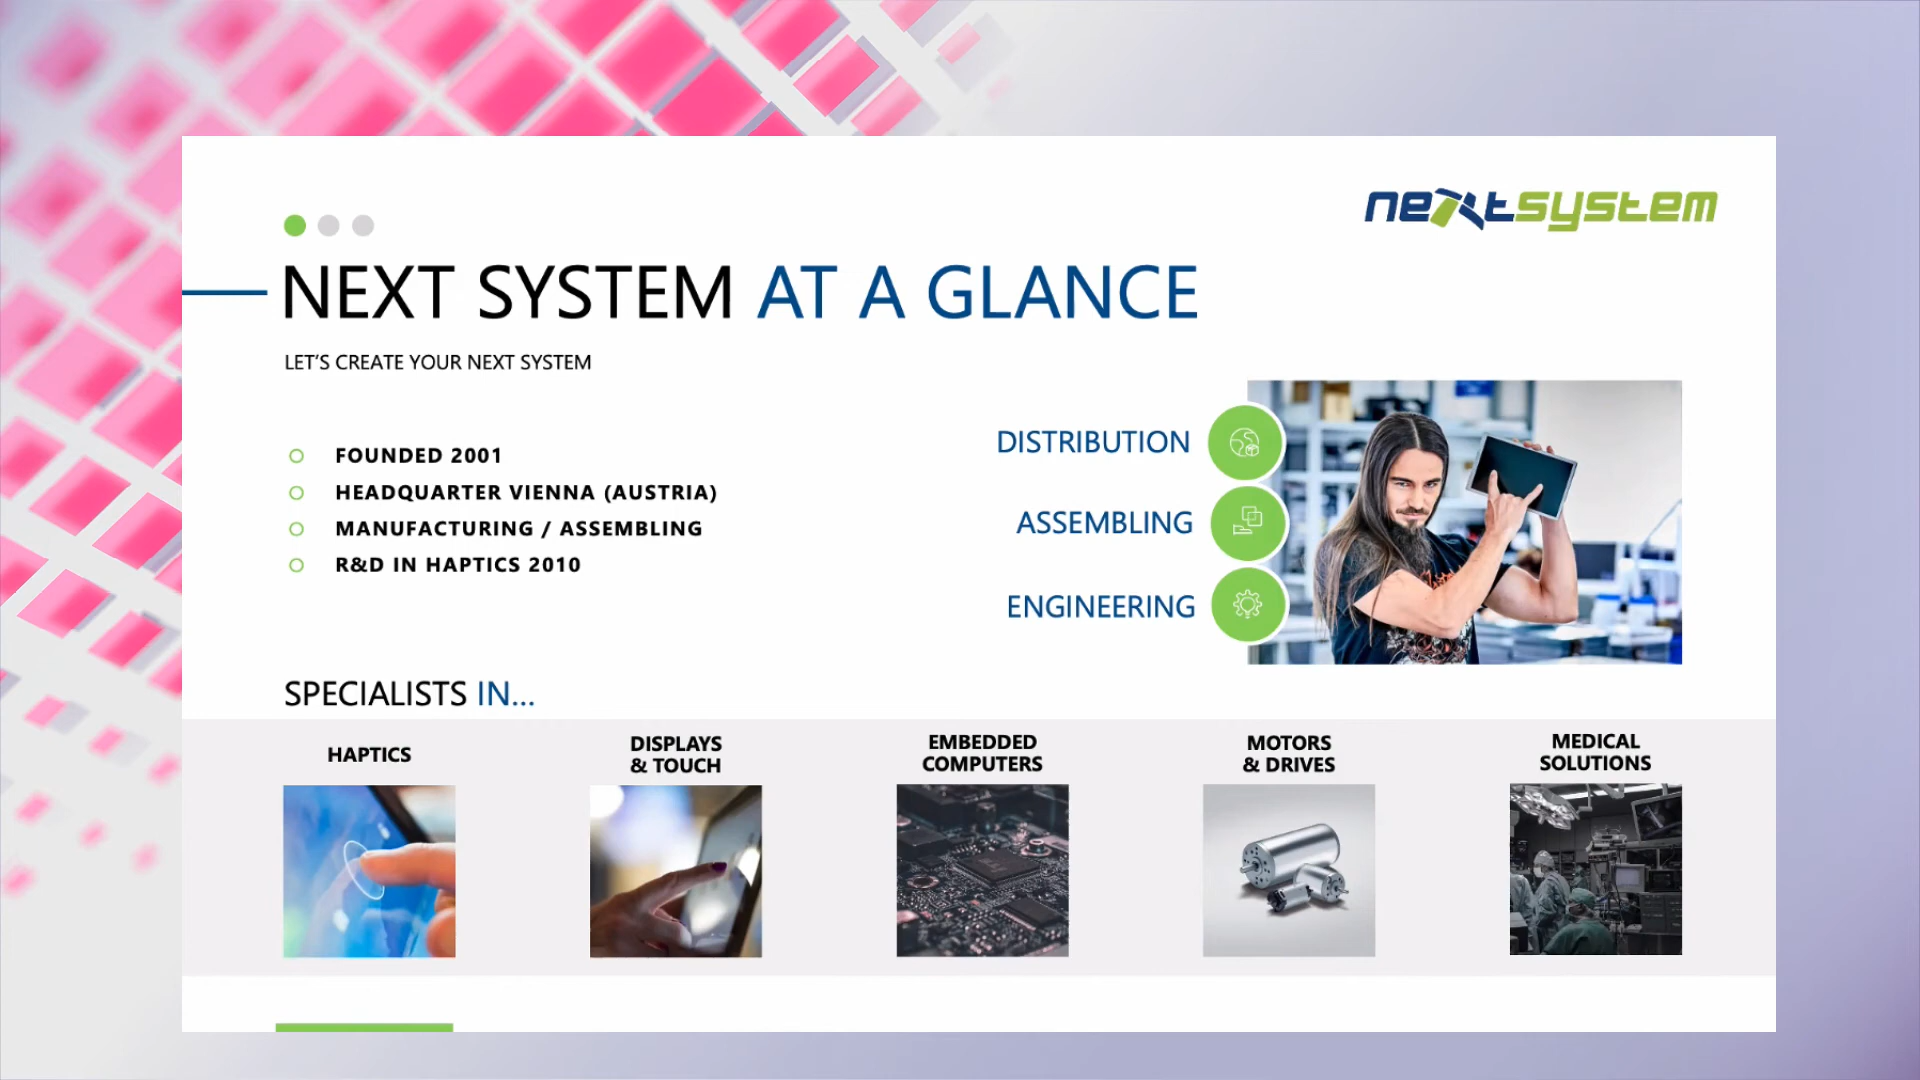 nextsystem
NEXT SYSTEM AT A GLANCE
LET'S CREATE YOUR NEXT SYSTEM
FOUNDED 2001
HEADQUARTER VIENNA (AUSTRIA)
MANUFACTURING / ASSEMBLING
R&D IN HAPTICS 2010
DISTRIBUTION
ASSEMBLING
ENGINEERING
SPECIALISTS IN...
HAPTICS
DISPLAYS
& TOUCH
EMBEDDED
COMPUTERS
MOTORS
& DRIVES
MEDICAL
SOLUTIONS